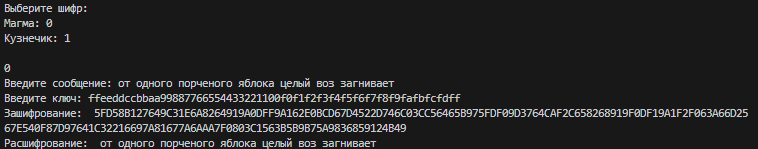 Выберите шифр:
Магма: 0
Кузнечик: 1
0
Введите сообщение: от одного порченого яблока целый воз загнивает
Введите ключ: ffeeddccbbaa99887766554433221100f0f1f2f3f4f5f6f7f8f9fafbfcfdff
Зашифрование:  5FD58B127649C31E6A8264919A0DFF9A162E0BCD67D4522D746C03CC56465B975FDF09D3764CAF2C658268919F0DF19A1F2F063A66D25
67E540F87D97641C32216697A81677A6AAA7F0803C1563B5B9B75A9836859124B49
Расшифрование:  от одного порченого яблока целый воз загнивает